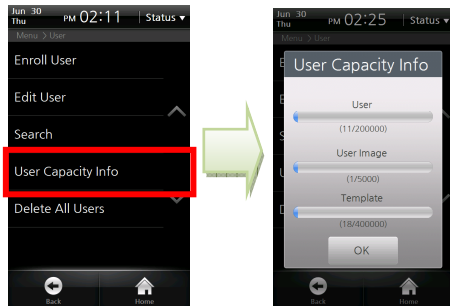 Jun 30
Thu
PM 02:11
Status ▾
Menu > User
Enroll User
Edit User
Search
User Capacity Info
Delete All Users
Back
Home
Jun 30
Thu
PM 02:25
Status ▾
Menu > User
User Capacity Info
User
(11/200000)
User Image
(1/5000)
Template
(18/400000)
OK
Back
Home